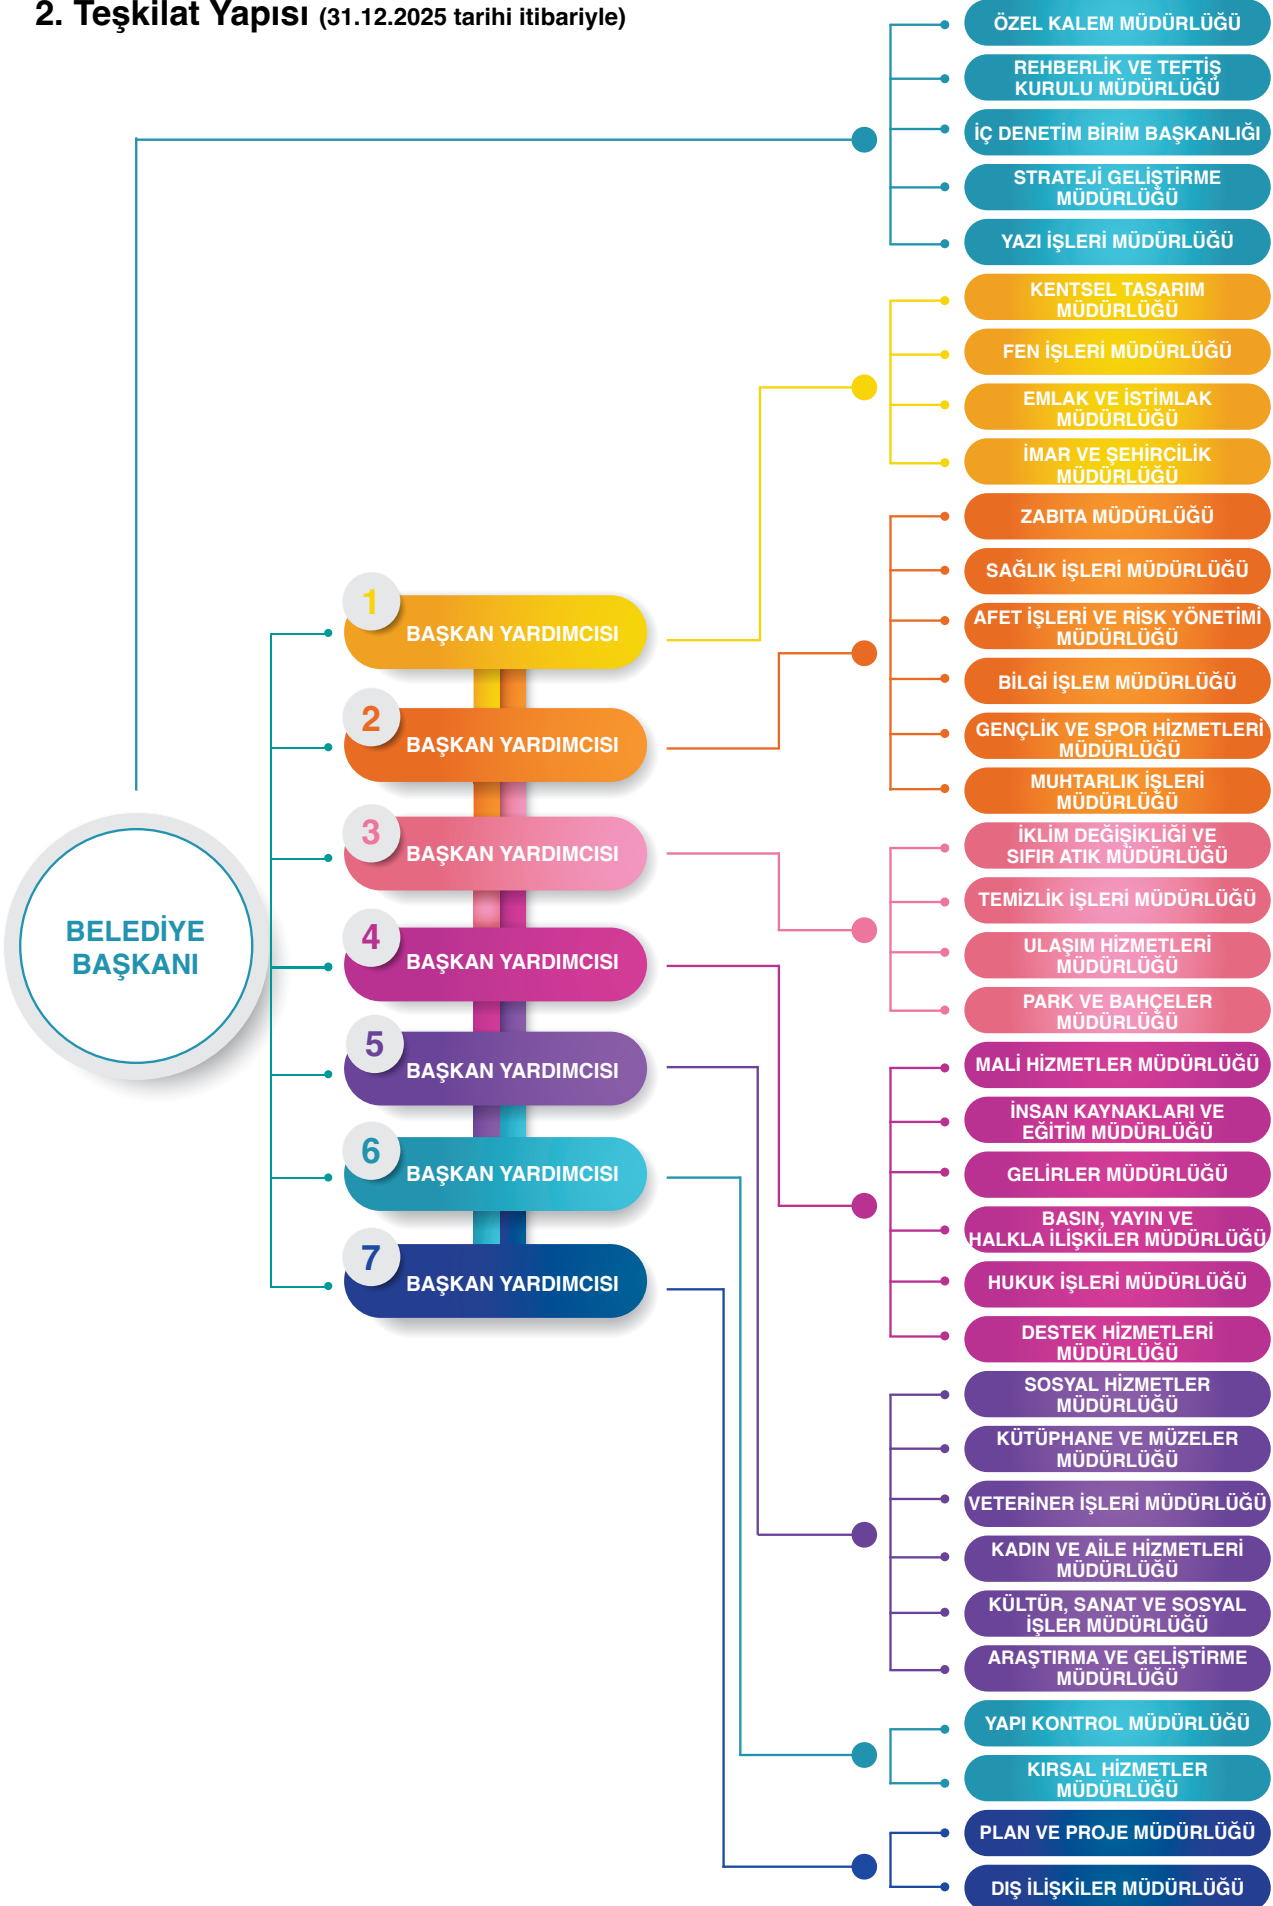 2. Teşkilat Yapısı (31.12.2025 tarihi itibariyle)
BELEDİYE
BAŞKANI
1
BAŞKAN YARDIMCISI
2
BAŞKAN YARDIMCISI
3
BAŞKAN YARDIMCISI
4
BAŞKAN YARDIMCISI
5
BAŞKAN YARDIMCISI
6
BAŞKAN YARDIMCISI
7
BAŞKAN YARDIMCISI
ÖZEL KALEM MÜDÜRLÜĞÜ
REHBERLİK VE TEFTİŞ
KURULU MÜDÜRLÜĞÜ
İÇ DENETİM BİRİM BAŞKANLIĞI
STRATEJİ GELİŞTİRME
MÜDÜRLÜĞÜ
YAZI İŞLERİ MÜDÜRLÜĞÜ
KENTSEL TASARIM
MÜDÜRLÜĞÜ
FEN İŞLERİ MÜDÜRLÜĞÜ
EMLAK VE İSTİMLAK
MÜDÜRLÜĞÜ
İMAR VE ŞEHİRCİLİK
MÜDÜRLÜĞÜ
ZABITA MÜDÜRLÜĞÜ
SAĞLIK İŞLERİ MÜDÜRLÜĞÜ
AFET İŞLERİ VE RİSK YÖNETİMİ
MÜDÜRLÜĞÜ
BİLGİ İŞLEM MÜDÜRLÜĞÜ
GENÇLİK VE SPOR HİZMETLERİ
MÜDÜRLÜĞÜ
MUHTARLIK İŞLERİ
MÜDÜRLÜĞÜ
İKLİM DEĞİŞİKLİĞİ VE
SIFIR ATIK MÜDÜRLÜĞÜ
TEMİZLİK İŞLERİ MÜDÜRLÜĞÜ
ULAŞIM HİZMETLERİ
MÜDÜRLÜĞÜ
PARK VE BAHÇELER
MÜDÜRLÜĞÜ
MALİ HİZMETLER MÜDÜRLÜĞÜ
İNSAN KAYNAKLARI VE
EĞİTİM MÜDÜRLÜĞÜ
GELİRLER MÜDÜRLÜĞÜ
BASIN, YAYIN VE
HALKLA İLİŞKİLER MÜDÜRLÜĞÜ
HUKUK İŞLERİ MÜDÜRLÜĞÜ
DESTEK HİZMETLERİ
MÜDÜRLÜĞÜ
SOSYAL HİZMETLER
MÜDÜRLÜĞÜ
KÜTÜPHANE VE MÜZELER
MÜDÜRLÜĞÜ
VETERİNER İŞLERİ MÜDÜRLÜĞÜ
KADIN VE AİLE HİZMETLERİ
MÜDÜRLÜĞÜ
KÜLTÜR, SANAT VE SOSYAL
İŞLER MÜDÜRLÜĞÜ
ARAŞTIRMA VE GELİŞTİRME
MÜDÜRLÜĞÜ
YAPI KONTROL MÜDÜRLÜĞÜ
KIRSAL HİZMETLER
MÜDÜRLÜĞÜ
PLAN VE PROJE MÜDÜRLÜĞÜ
DIŞ İLİŞKİLER MÜDÜRLÜĞÜ